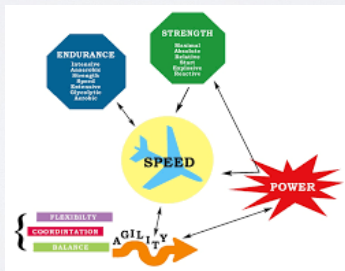 ENDURANCE
Intensive
Anaerobic
Strength
Speed
Extensive
Glycolytic
Aerobic
STRENGTH
Maximal
Absolute
Relative
Start
Explosive
Reactive
SPEED
POWER
FLEXIBILTY
COORDINTATION
BALANCE
AGILITY